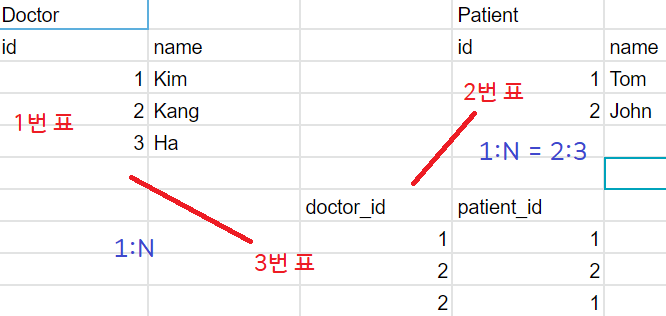 Doctor Patient
id name id name
1 Kim 1 Tom
2 Kang 2 John
3 Ha
1번 표
2번 표
1:N = 2:3
doctor_id patient_id
1 1
2 2
2 1
1:N
3번 표